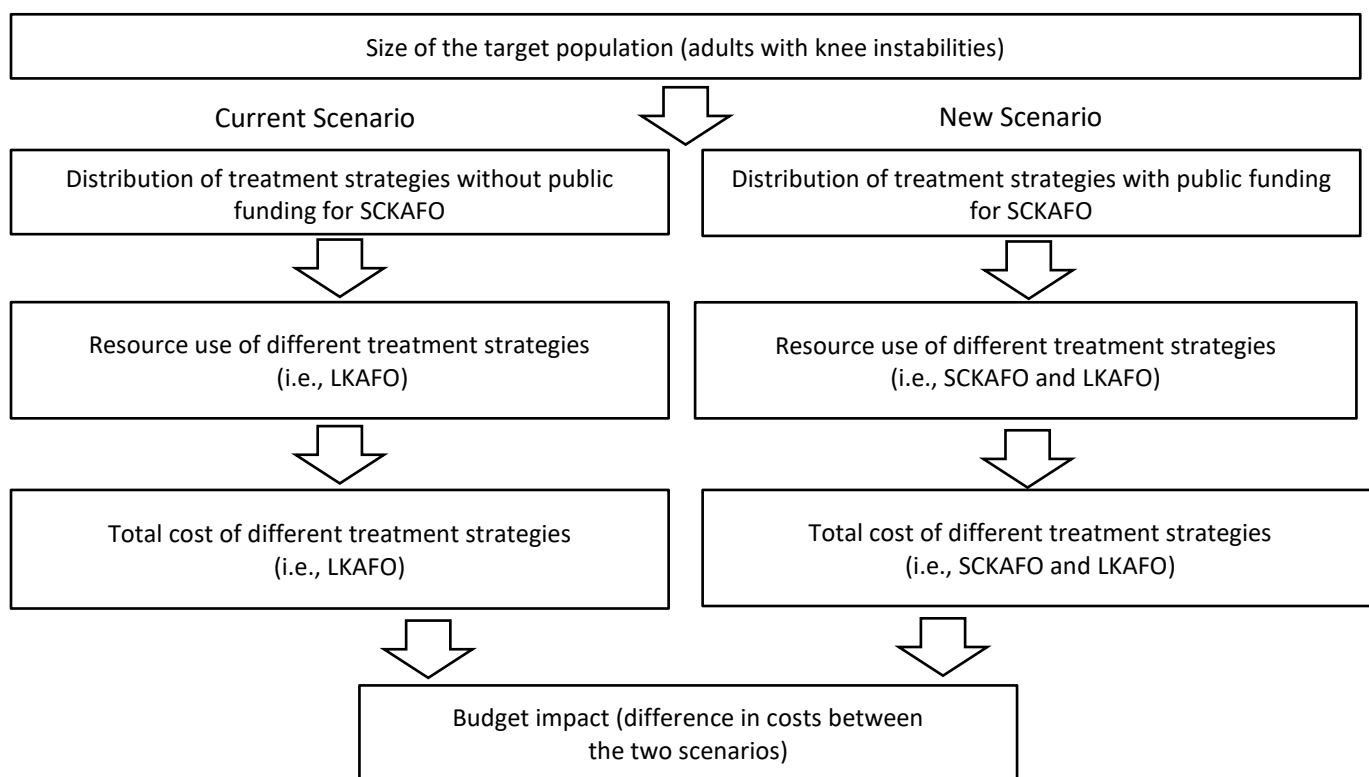 Size of the target population (adults with knee instabilities)
Current Scenario
New Scenario
Distribution of treatment strategies without public
funding for SCKAFO
Distribution of treatment strategies with public funding
for SCKAFO
Resource use of different treatment strategies
(i.e., LKAFO)
Resource use of different treatment strategies
(i.e., SCKAFO and LKAFO)
Total cost of different treatment strategies
(i.e., LKAFO)
Total cost of different treatment strategies
(i.e., SCKAFO and LKAFO)
Budget impact (difference in costs between
the two scenarios)